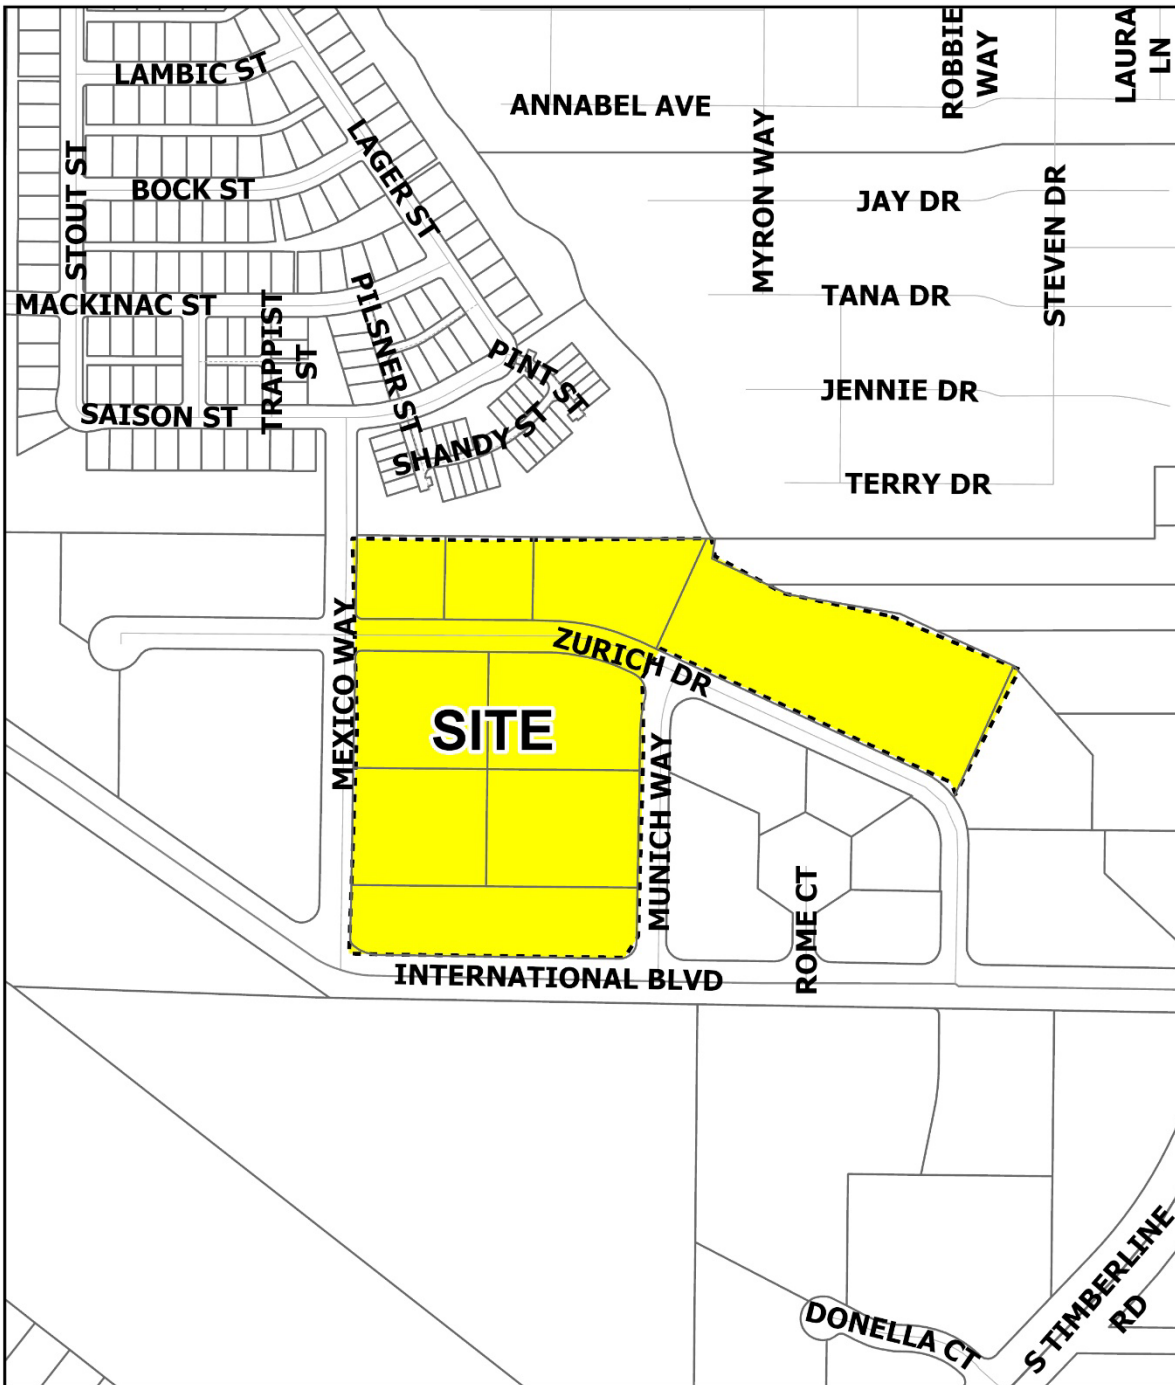 ROBBIE
WAY
LAURA
LN
LAMBIC ST
ANNABEL AVE
LAGER ST
MYRON WAY
STOUT ST
BOCK ST
JAY DR
STEVEN DR
MACKINAC ST
TRAPPIST
ST
PILSNER ST
TANA DR
PINT ST
JENNIE DR
SAISON ST
SHANDY ST
TERRY DR
MEXICO WAY
ZURICH DR
SITE
MUNICH WAY
ROME CT
INTERNATIONAL BLVD
S TIMBERLINE
RD
DONELLA CT